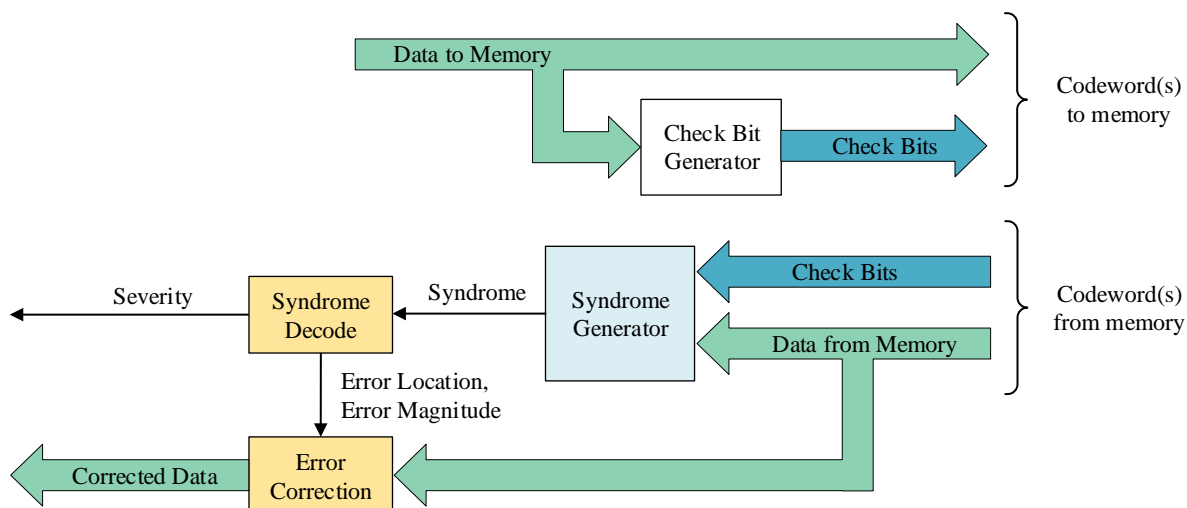 Data to Memory
Codeword(s)
to memory
Check Bit
Generator
Check Bits
Check Bits
Severity
Syndrome
Decode
Syndrome
Syndrome
Generator
Codeword(s)
from memory
Data from Memory
Error Location,
Error Magnitude
Corrected Data
Error
Correction